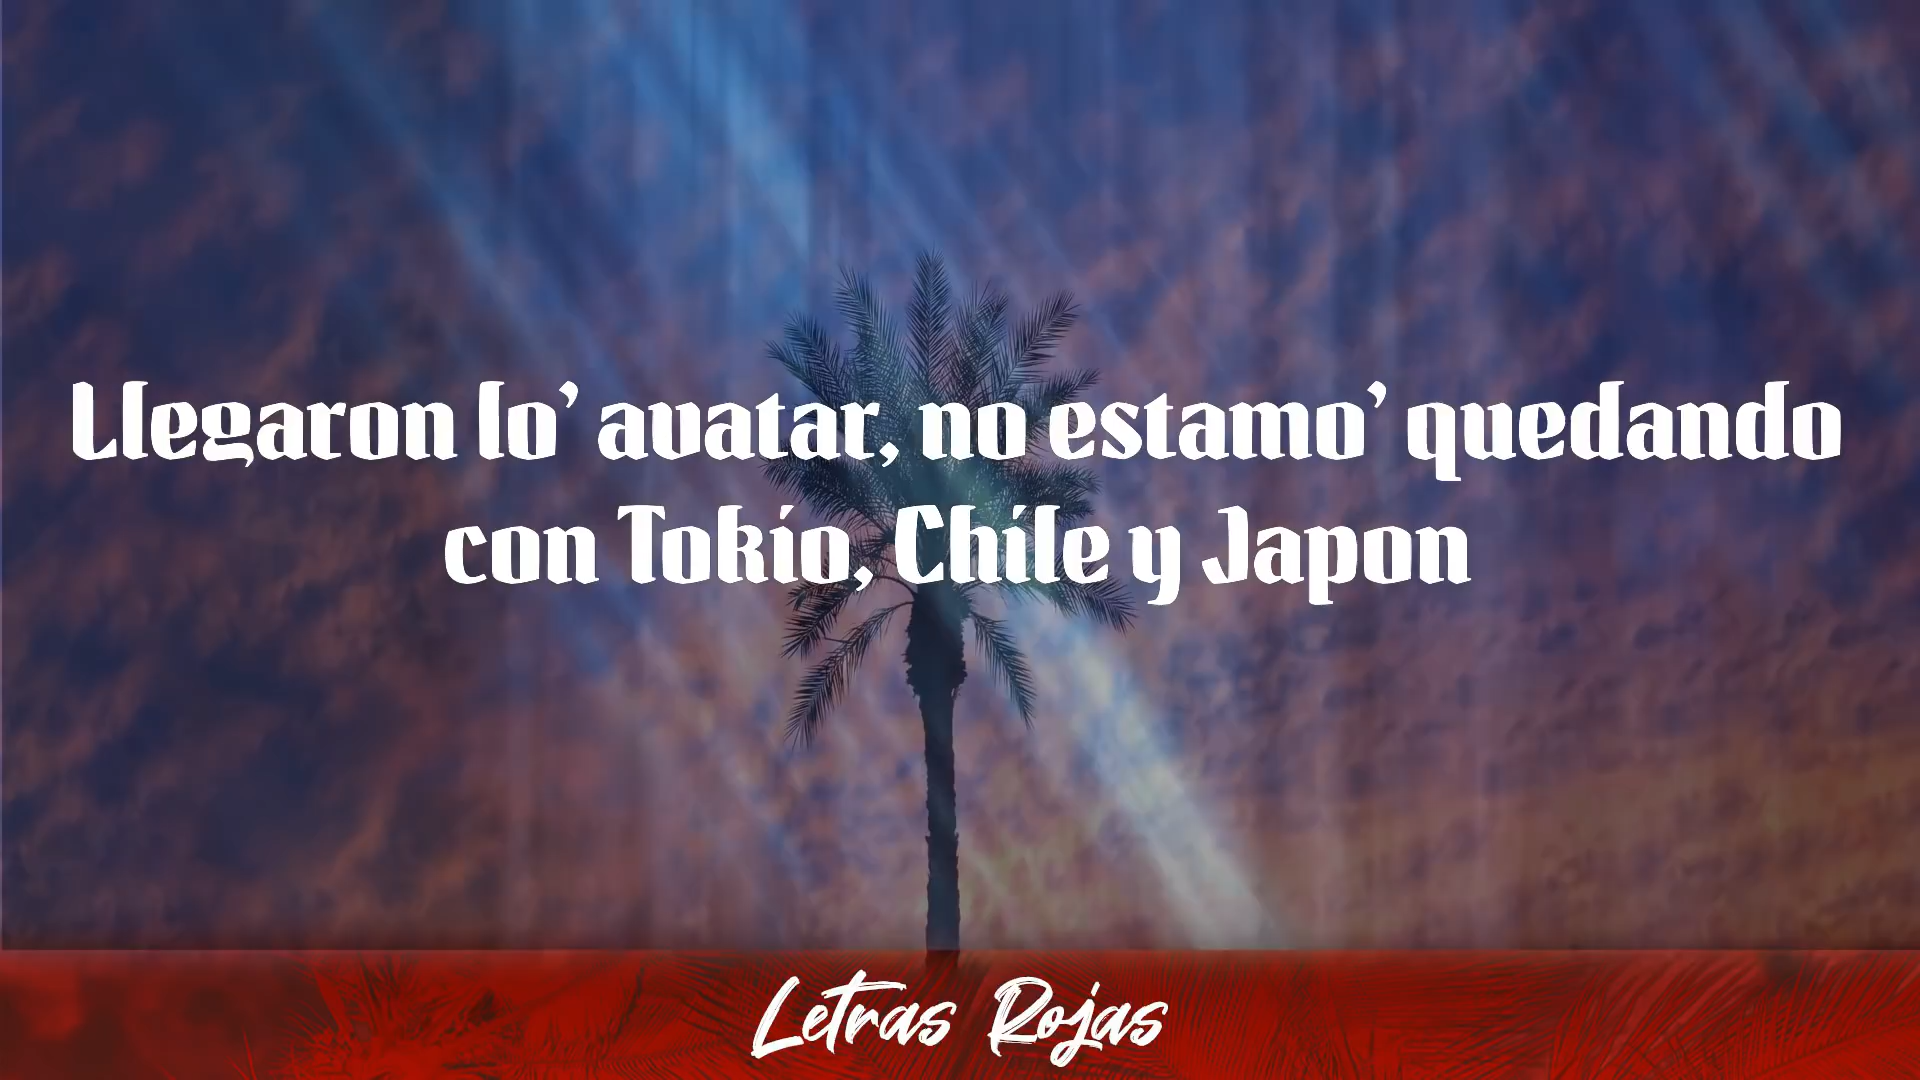 Llegaron lo' avatar, no estamo' quedando
con Tokio, Chile y Japon
Letras Rojas